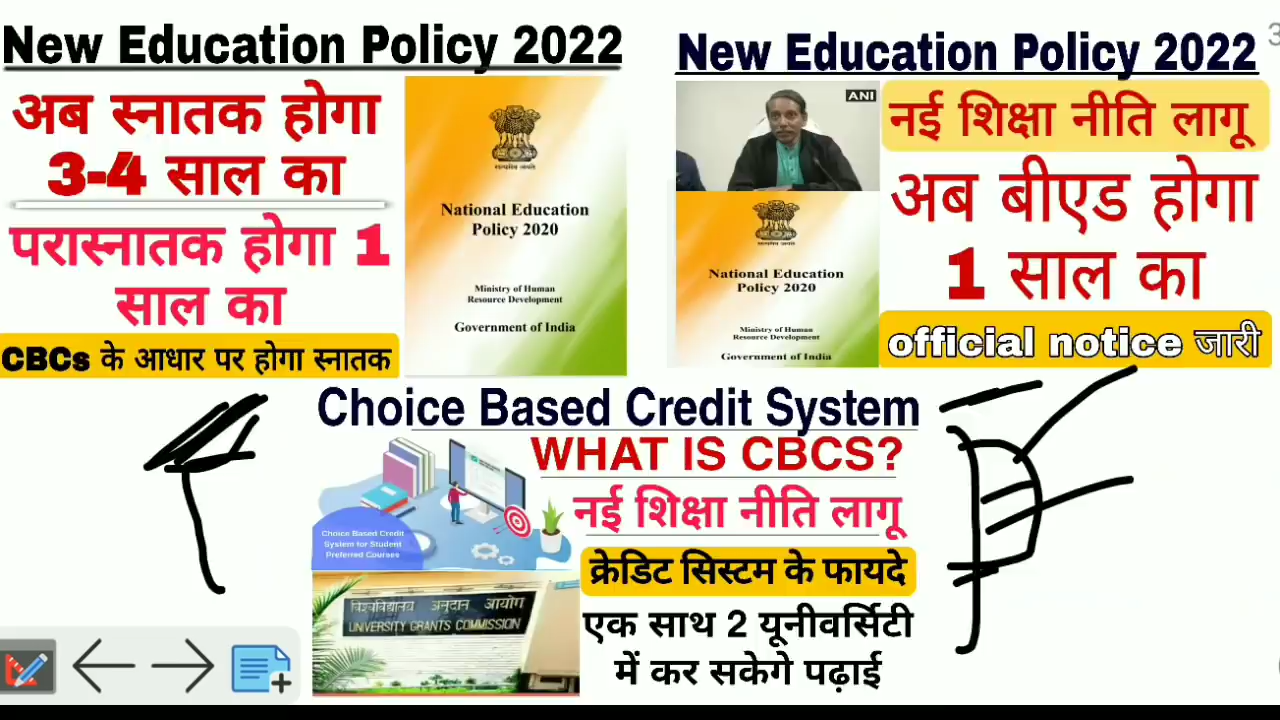 New Education Policy 2022
अब स्नातक होगा
3-4 साल का
परास्नातक होगा 1
साल का
CBCs के आधार पर होगा स्नातक
National Education
Policy 2020
Ministry of Human
Resource Development
Government of India
New Education Policy 2022
ANI
नई शिक्षा नीति लागू
अब बीएड होगा
1 साल का
official notice जारी
National Education
Policy 2020
Ministry of Human
Resource Development
Government of India
Choice Based Credit System
WHAT IS CBCS?
नई शिक्षा नीति लागू
Choice Based Credit
System for Student
Preferred Courses
क्रेडिट सिस्टम के फायदे
विश्वविद्यालय अनुदान आयोग
UNIVERSITY GRANTS COMMISSION
एक साथ 2 यूनीवर्सिटी
में कर सकेगे पढ़ाई